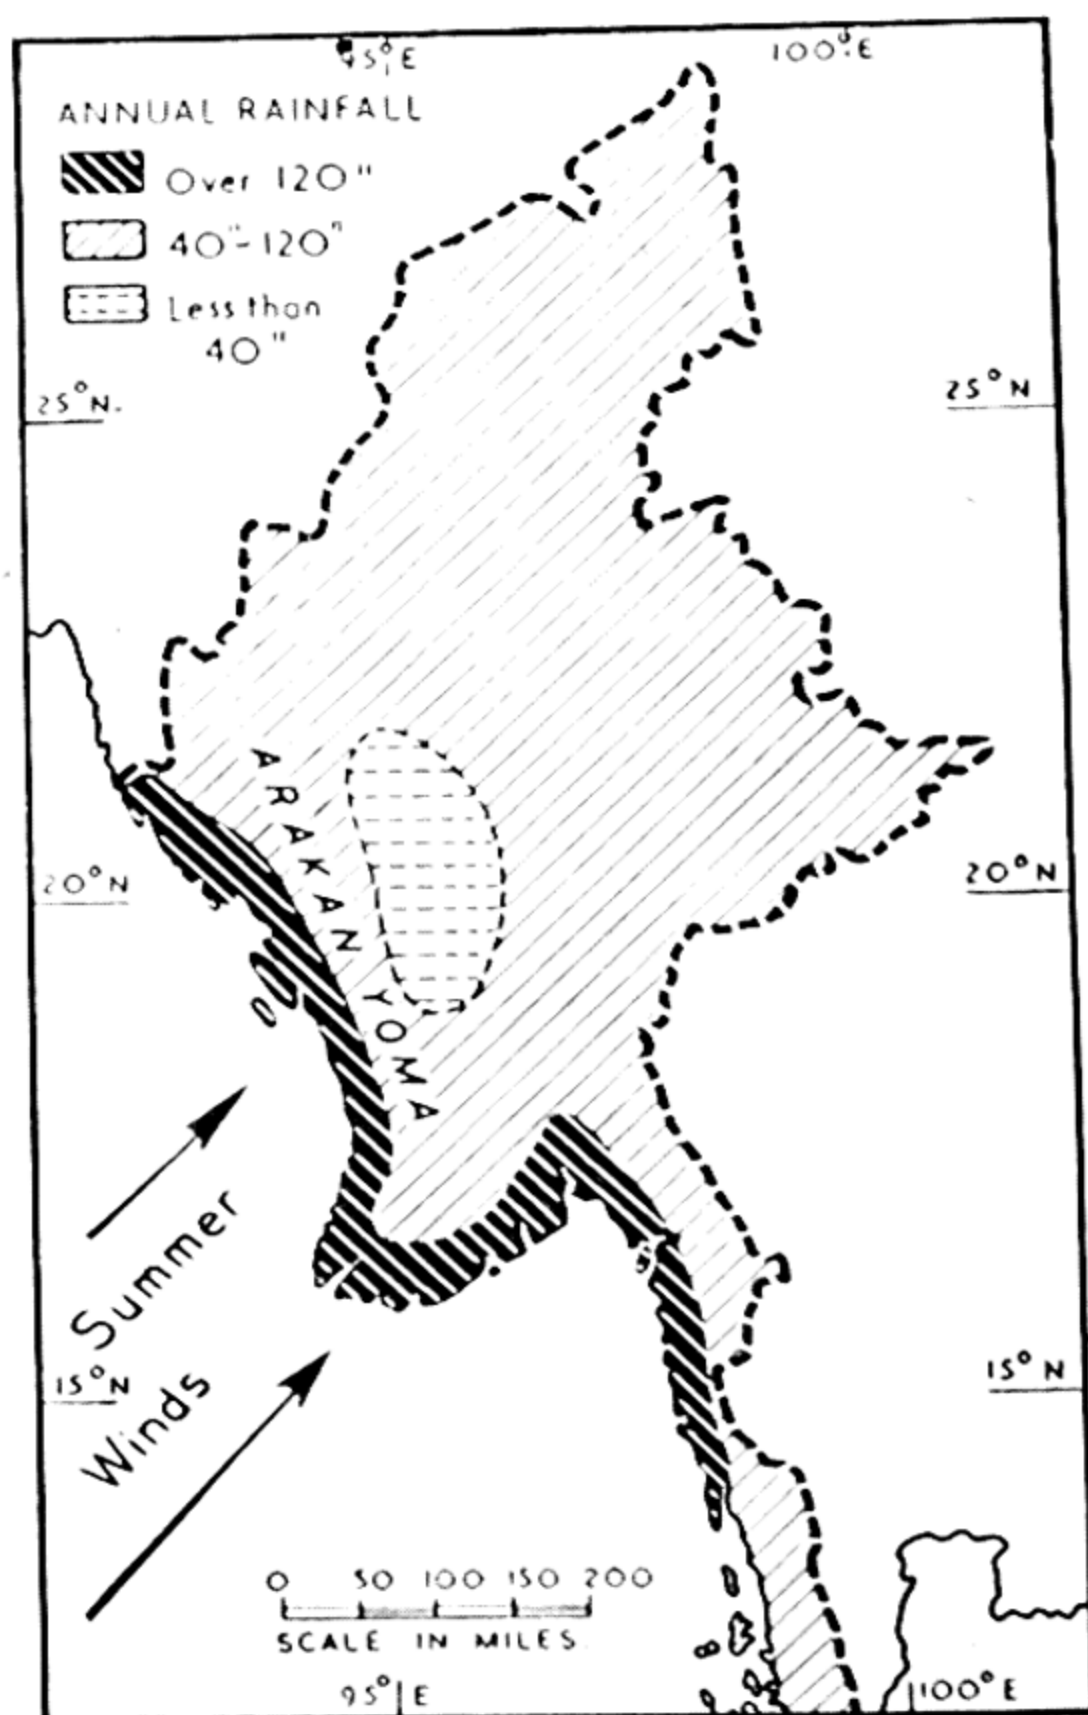 95°E
100°E
ANNUAL RAINFALL
Over 120"
40"-120"
Less than
40"
25°N.
25°N
ARAKAN YOMA
20°N
20°N
Summer
Winds
15°N
15°N
0 50 100 150 200
SCALE IN MILES.
95°E
100°E